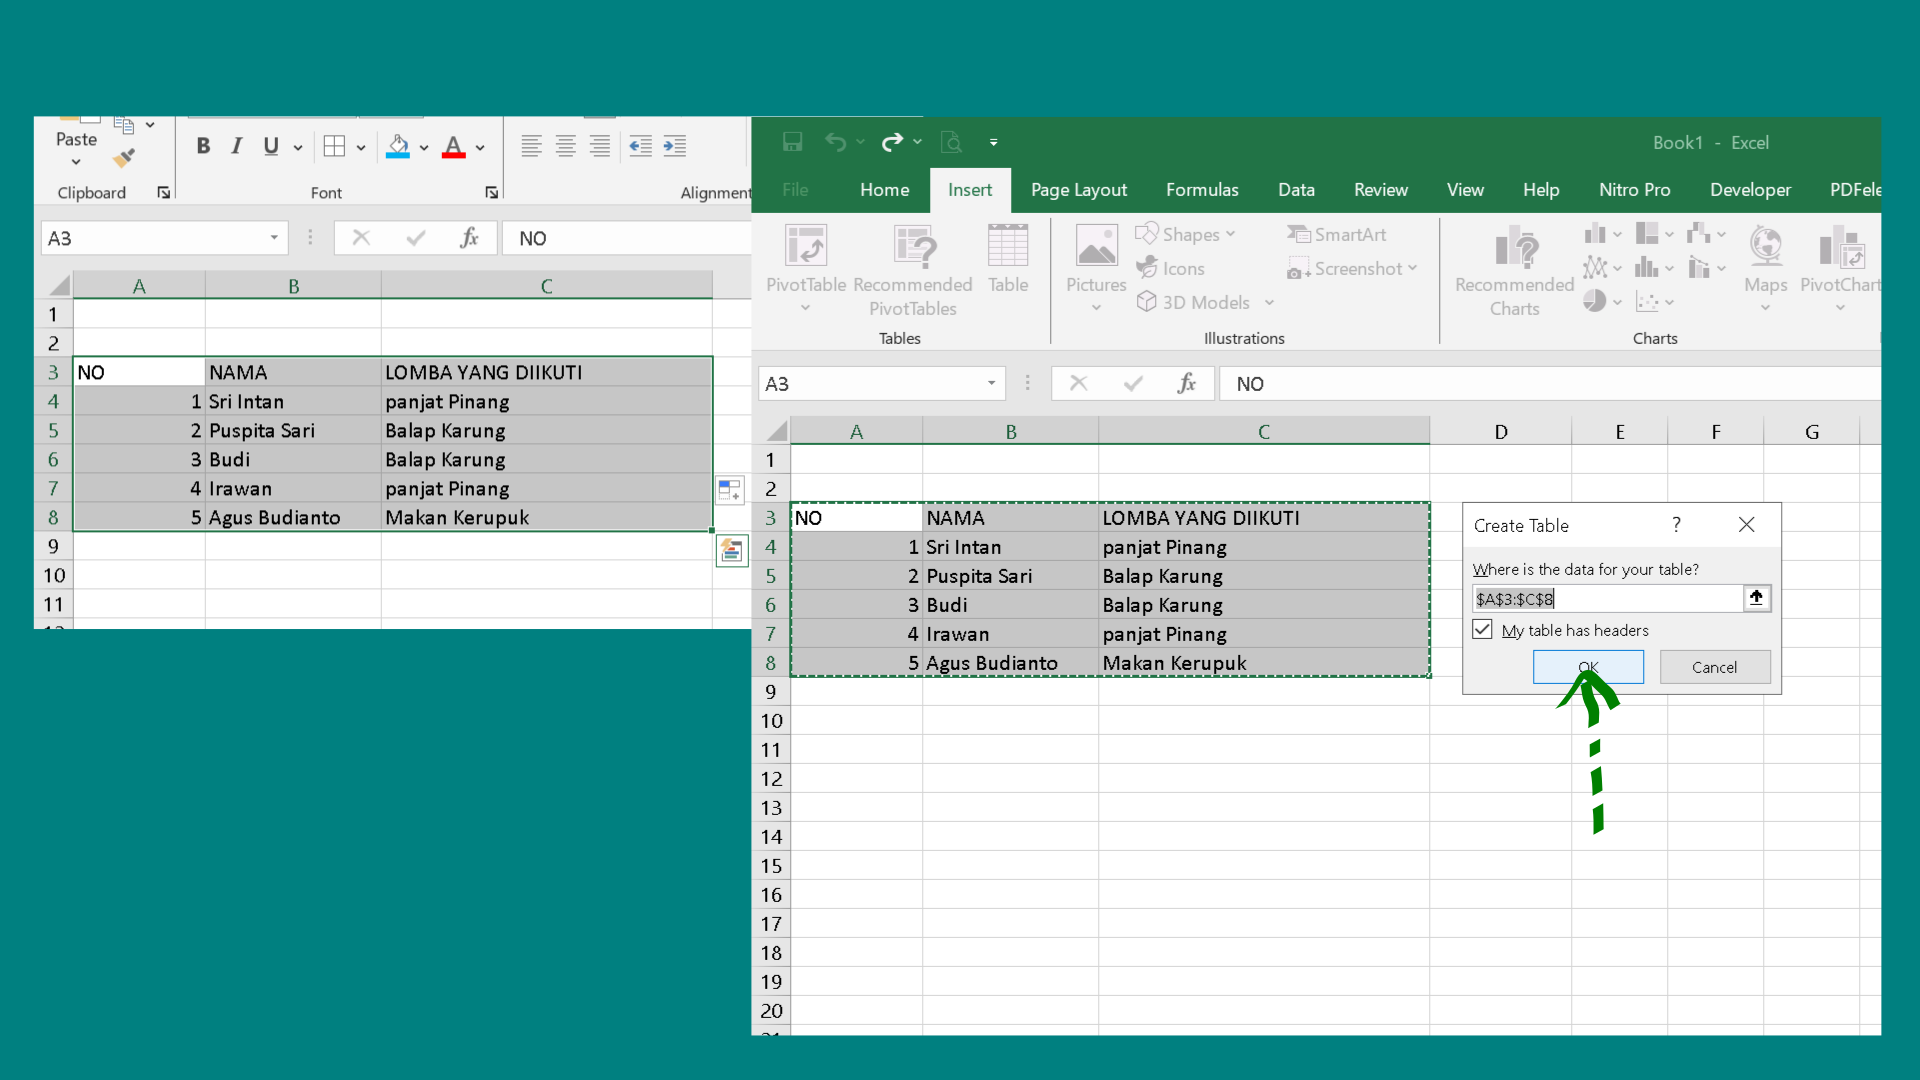 Paste
Clipboard
B I U
A
Font
Alignment
A3
fx
NO
A B C
1
2
3 NO NAMA LOMBA YANG DIIKUTI
4 1 Sri Intan panjat Pinang
5 2 Puspita Sari Balap Karung
6 3 Budi Balap Karung
7 4 Irawan panjat Pinang
8 5 Agus Budianto Makan Kerupuk
9
10
11
Book1 - Excel
File Home Insert Page Layout Formulas Data Review View Help Nitro Pro Developer PDFele
PivotTable
Recommended
PivotTables
Table
Tables
Pictures
Shapes
Icons
3D Models
SmartArt
Screenshot
Illustrations
Recommended
Charts
Maps
PivotChart
Charts
A3
fx
NO
A B C D E F G
1
2
3 NO NAMA LOMBA YANG DIIKUTI
4 1 Sri Intan panjat Pinang
5 2 Puspita Sari Balap Karung
6 3 Budi Balap Karung
7 4 Irawan panjat Pinang
8 5 Agus Budianto Makan Kerupuk
9
10
11
12
13
14
15
16
17
18
19
20
Create Table ?
Where is the data for your table?
$A$3:$C$8
My table has headers
OK Cancel